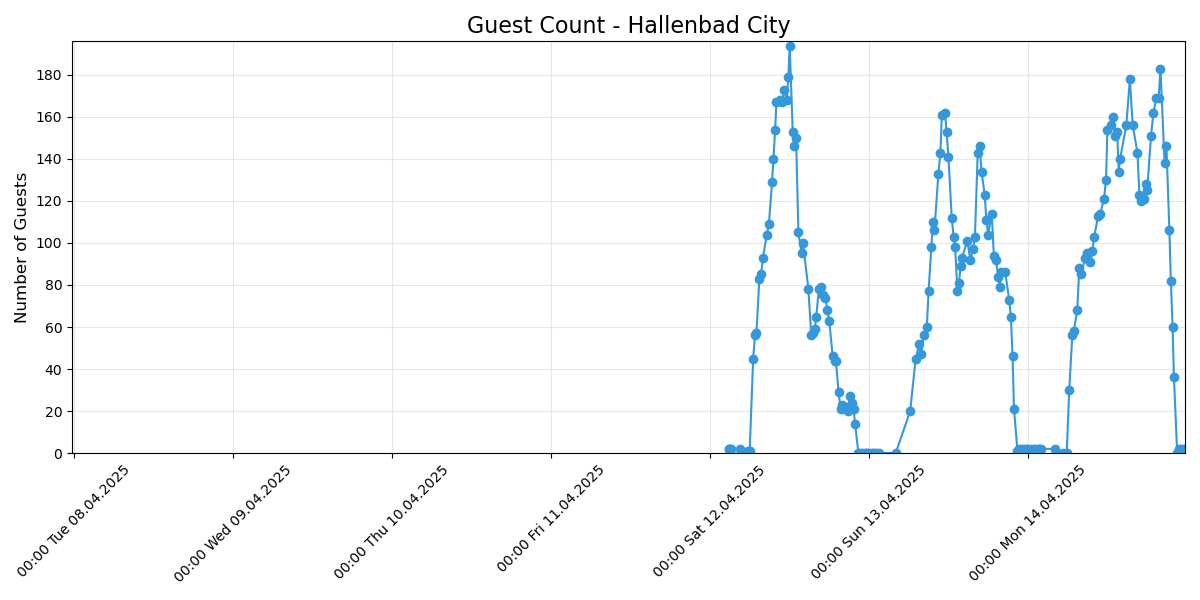 Guest Count - Hallenbad City
Number of Guests
180
160
140
120
100
80
60
40
20
0
00:00 Tue 08.04.2025
00:00 Wed 09.04.2025
00:00 Thu 10.04.2025
00:00 Fri 11.04.2025
00:00 Sat 12.04.2025
00:00 Sun 13.04.2025
00:00 Mon 14.04.2025